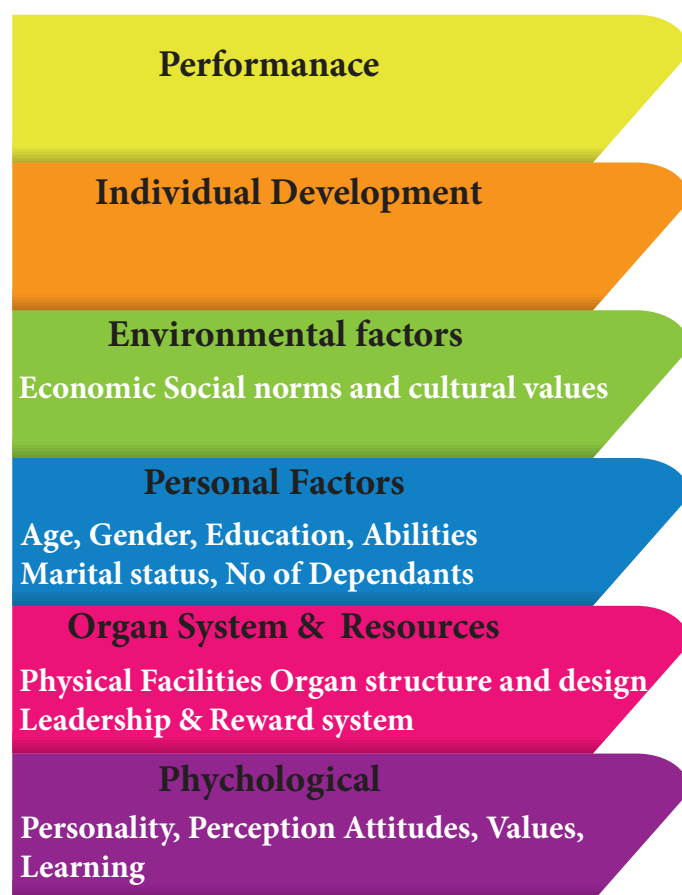 Performanace
Individual Development
Environmental factors
Economic Social norms and cultural values
Personal Factors
Age, Gender, Education, Abilities
Marital status, No of Dependants
Organ System & Resources
Physical Facilities Organ structure and design
Leadership & Reward system
Phychological
Personality, Perception Attitudes, Values,
Learning